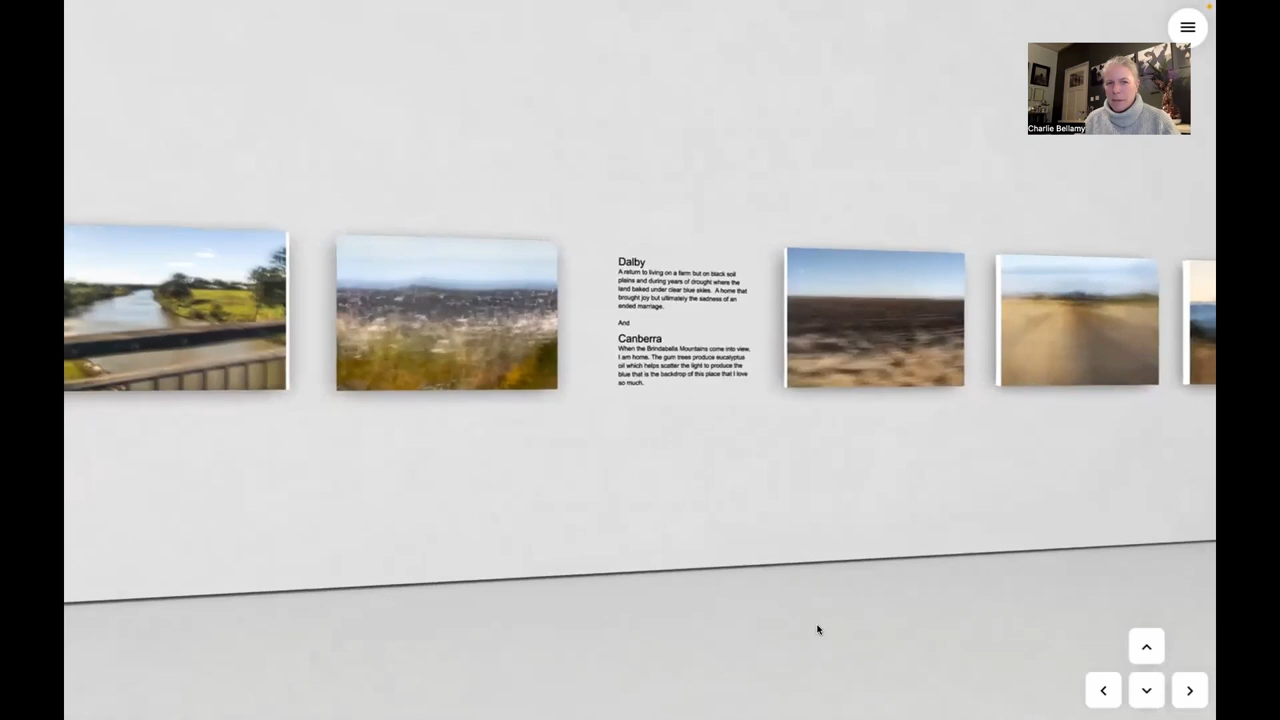 Charlie Bellamy
Dalby
A return to living on a farm but on black soil
plains and during years of drought where the
land baked under clear blue skies. A home that
brought joy but ultimately the sadness of an
ended marriage.
And
Canberra
When the Brindabella Mountains come into view,
I am home. The gum trees produce eucalyptus
oil which helps scatter the light to produce the
blue that is the backdrop of this place that I love
so much.